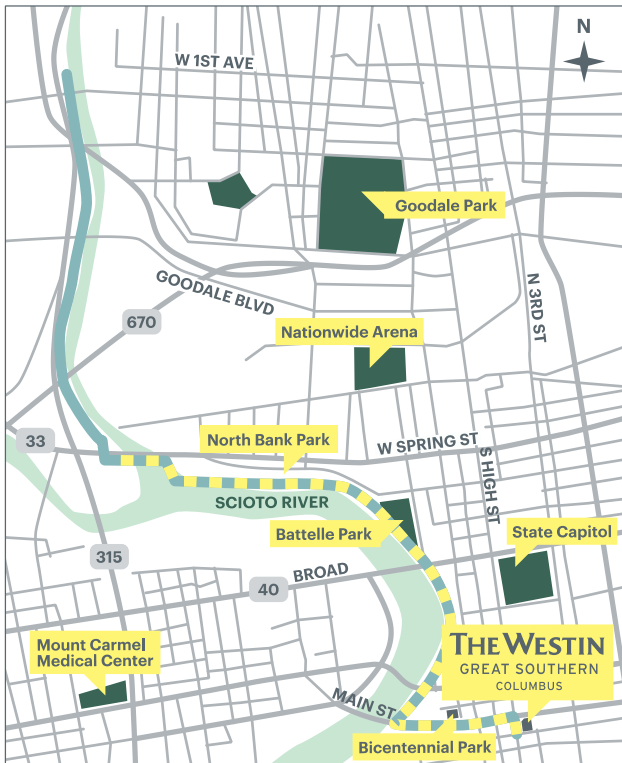 N
W 1ST AVE
Goodale Park
GOODALE BLVD
N 3RD ST
670
Nationwide Arena
33
North Bank Park
W SPRING ST
S HIGH ST
SCIOTO RIVER
Battelle Park
State Capitol
315
BROAD
40
Mount Carmel
Medical Center
THE WESTIN
GREAT SOUTHERN
COLUMBUS
MAIN ST
Bicentennial Park